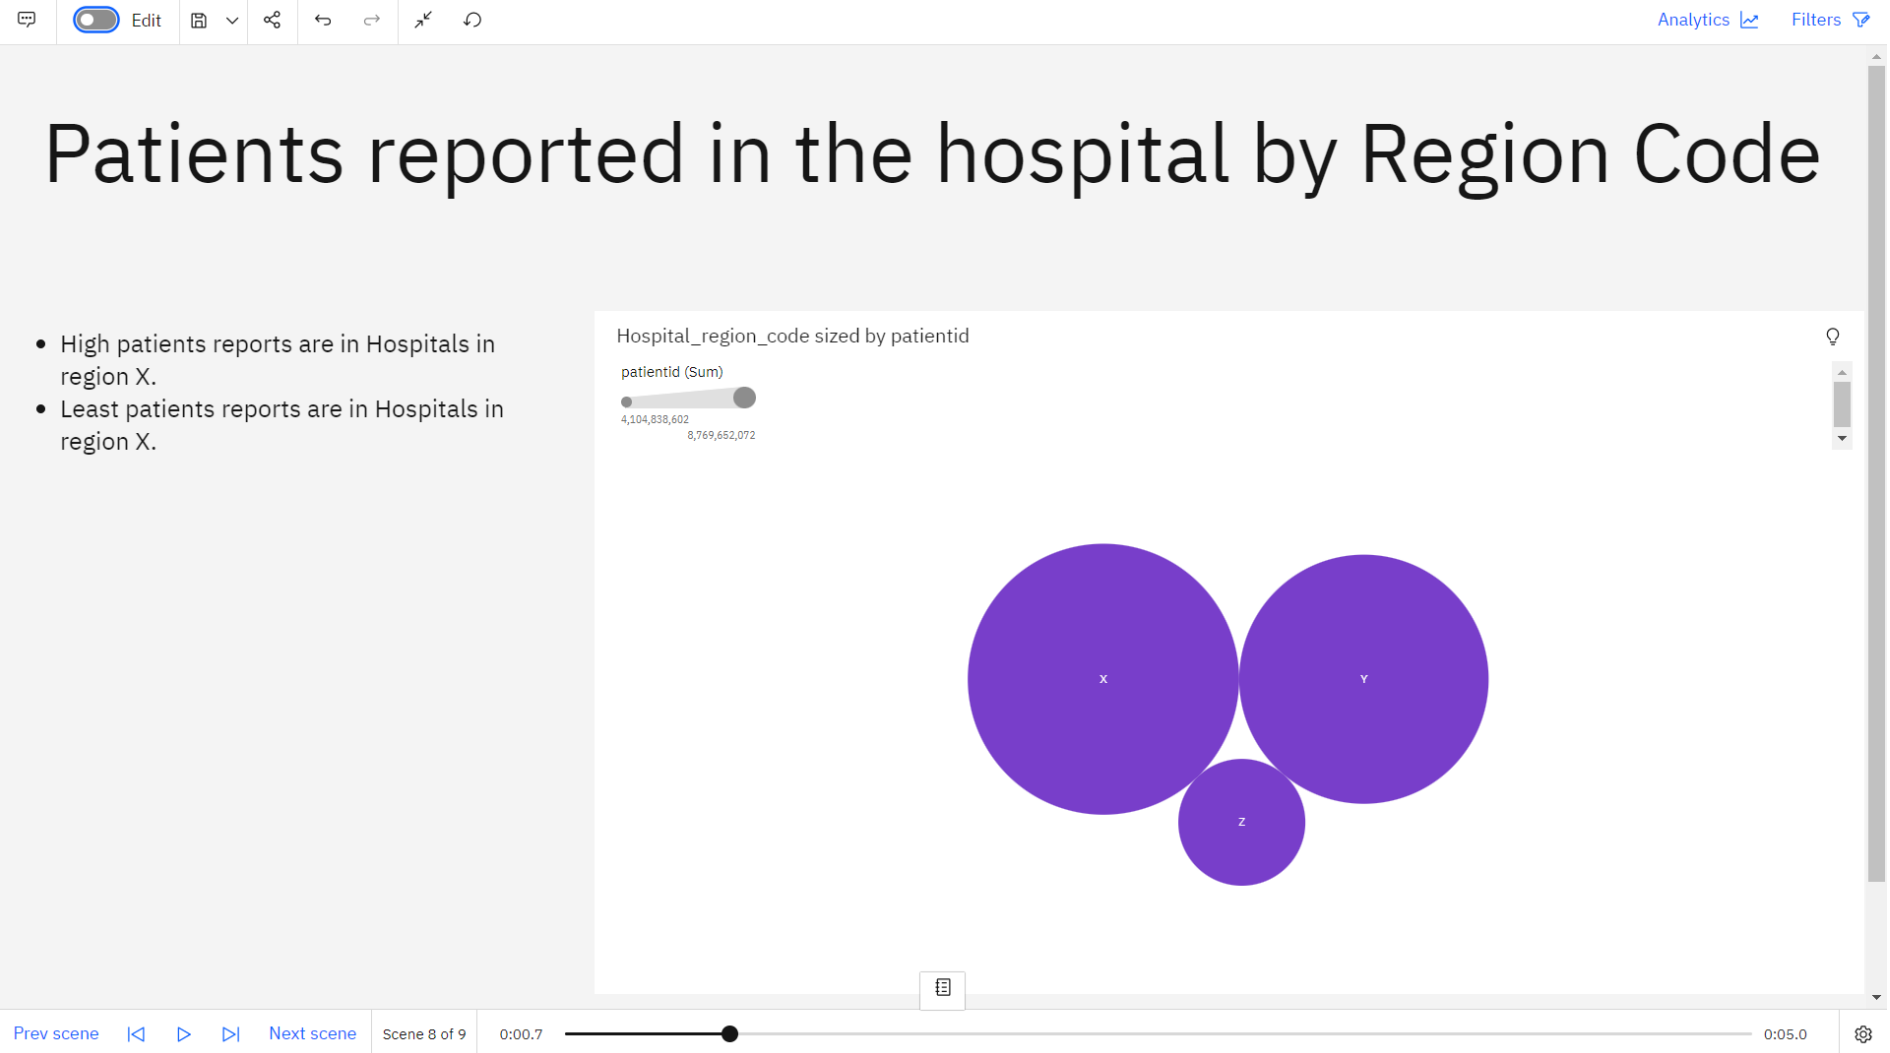 Edit
Analytics
Filters
Patients reported in the hospital by Region Code
• High patients reports are in Hospitals in
region X.
• Least patients reports are in Hospitals in
region X.
Hospital_region_code sized by patientid
patientid (Sum)
4,104,838,602
8,769,652,072
X
Y
Z
Prev scene
Next scene
Scene 8 of 9
0:00.7
0:05.0